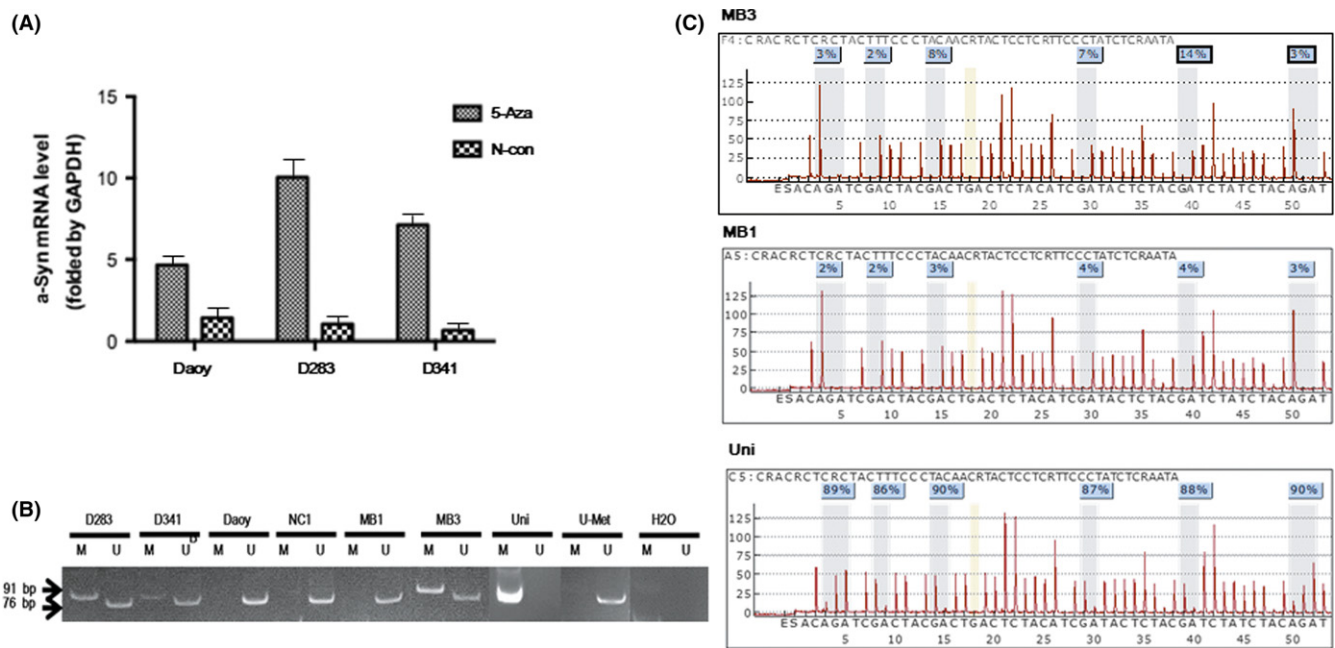 (A)
a-Syn mRNA level
(folded by GAPDH)
15
10
5
0
5-Aza
N-con
Daoy
D283
D341
(B)
D283 D341 Daoy NC1 MB1 MB3 Uni U-Met H2O
M U M U M U M U M U M U M U M U M U
91 bp
76 bp
(C)
MB3
F4:CRACRCTCRCTACTTTCCCTACAACRTACTCCTCRTTCCCTATCTCRAATA
3% 2% 8% 7% 14% 3%
125
100
75
50
25
0
ESACAGATCGACTACGACTGACTCTACATCGATACTCTACGATCTATCTACAGAT
5 10 15 20 25 30 35 40 45 50
MB1
A5:CRACRCTCRCTACTTTCCCTACAACRTACTCCTCRTTCCCTATCTCRAATA
2% 2% 3% 4% 4% 3%
125
100
75
50
25
0
ESACAGATCGACTACGACTGACTCTACATCGATACTCTACGATCTATCTACAGAT
5 10 15 20 25 30 35 40 45 50
Uni
C5:CRACRCTCRCTACTTTCCCTACAACRTACTCCTCRTTCCCTATCTCRAATA
89% 86% 90% 87% 88% 90%
125
100
75
50
25
0
ESACAGATCGACTACGACTGACTCTACATCGATACTCTACGATCTATCTACAGAT
5 10 15 20 25 30 35 40 45 50